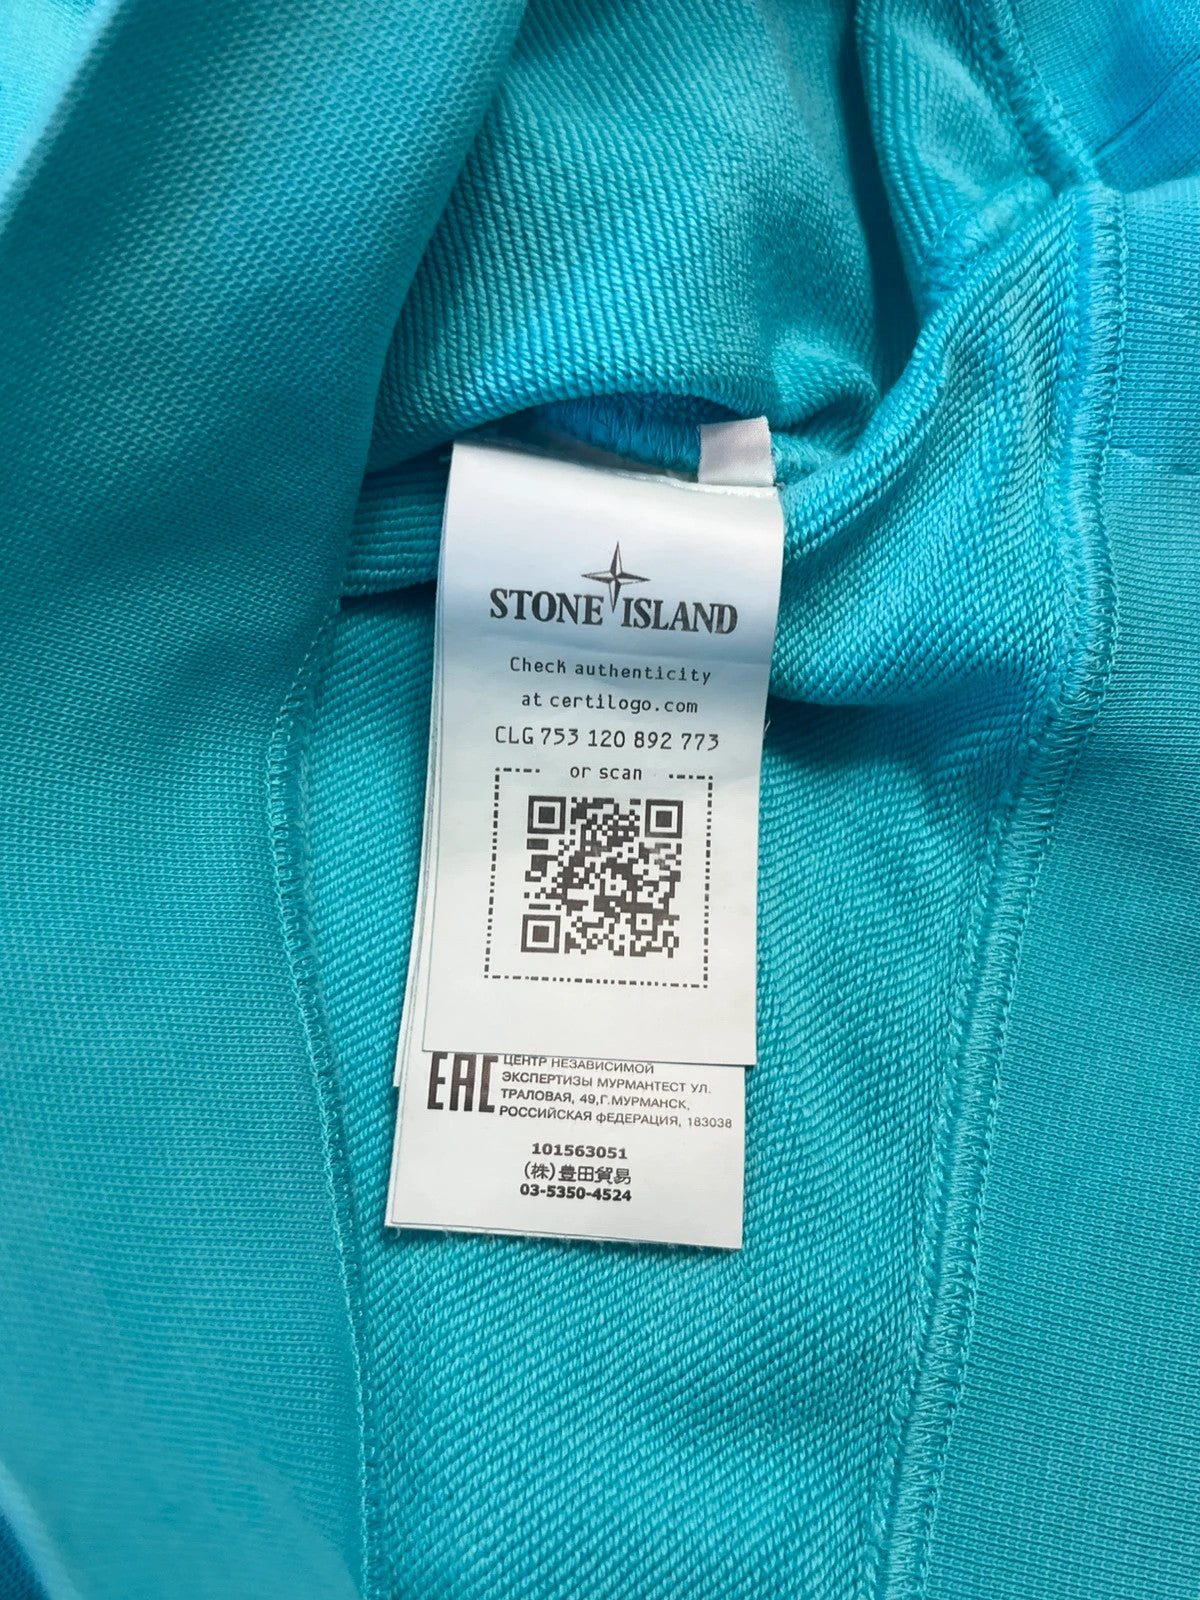 STONE ISLAND
Check authenticity
at certilogo.com
CLG 753 120 892 773
or scan
EAC
ЦЕНТР НЕЗАВИСИМОЙ
ЭКСПЕРТИЗЫ МУРМАНТЕСТ УЛ.
ТРАЛОВАЯ, 49,Г.МУРМАНСК,
РОССИЙСКАЯ ФЕДЕРАЦИЯ, 183038
101563051
(株)豊田貿易
03-5350-4524